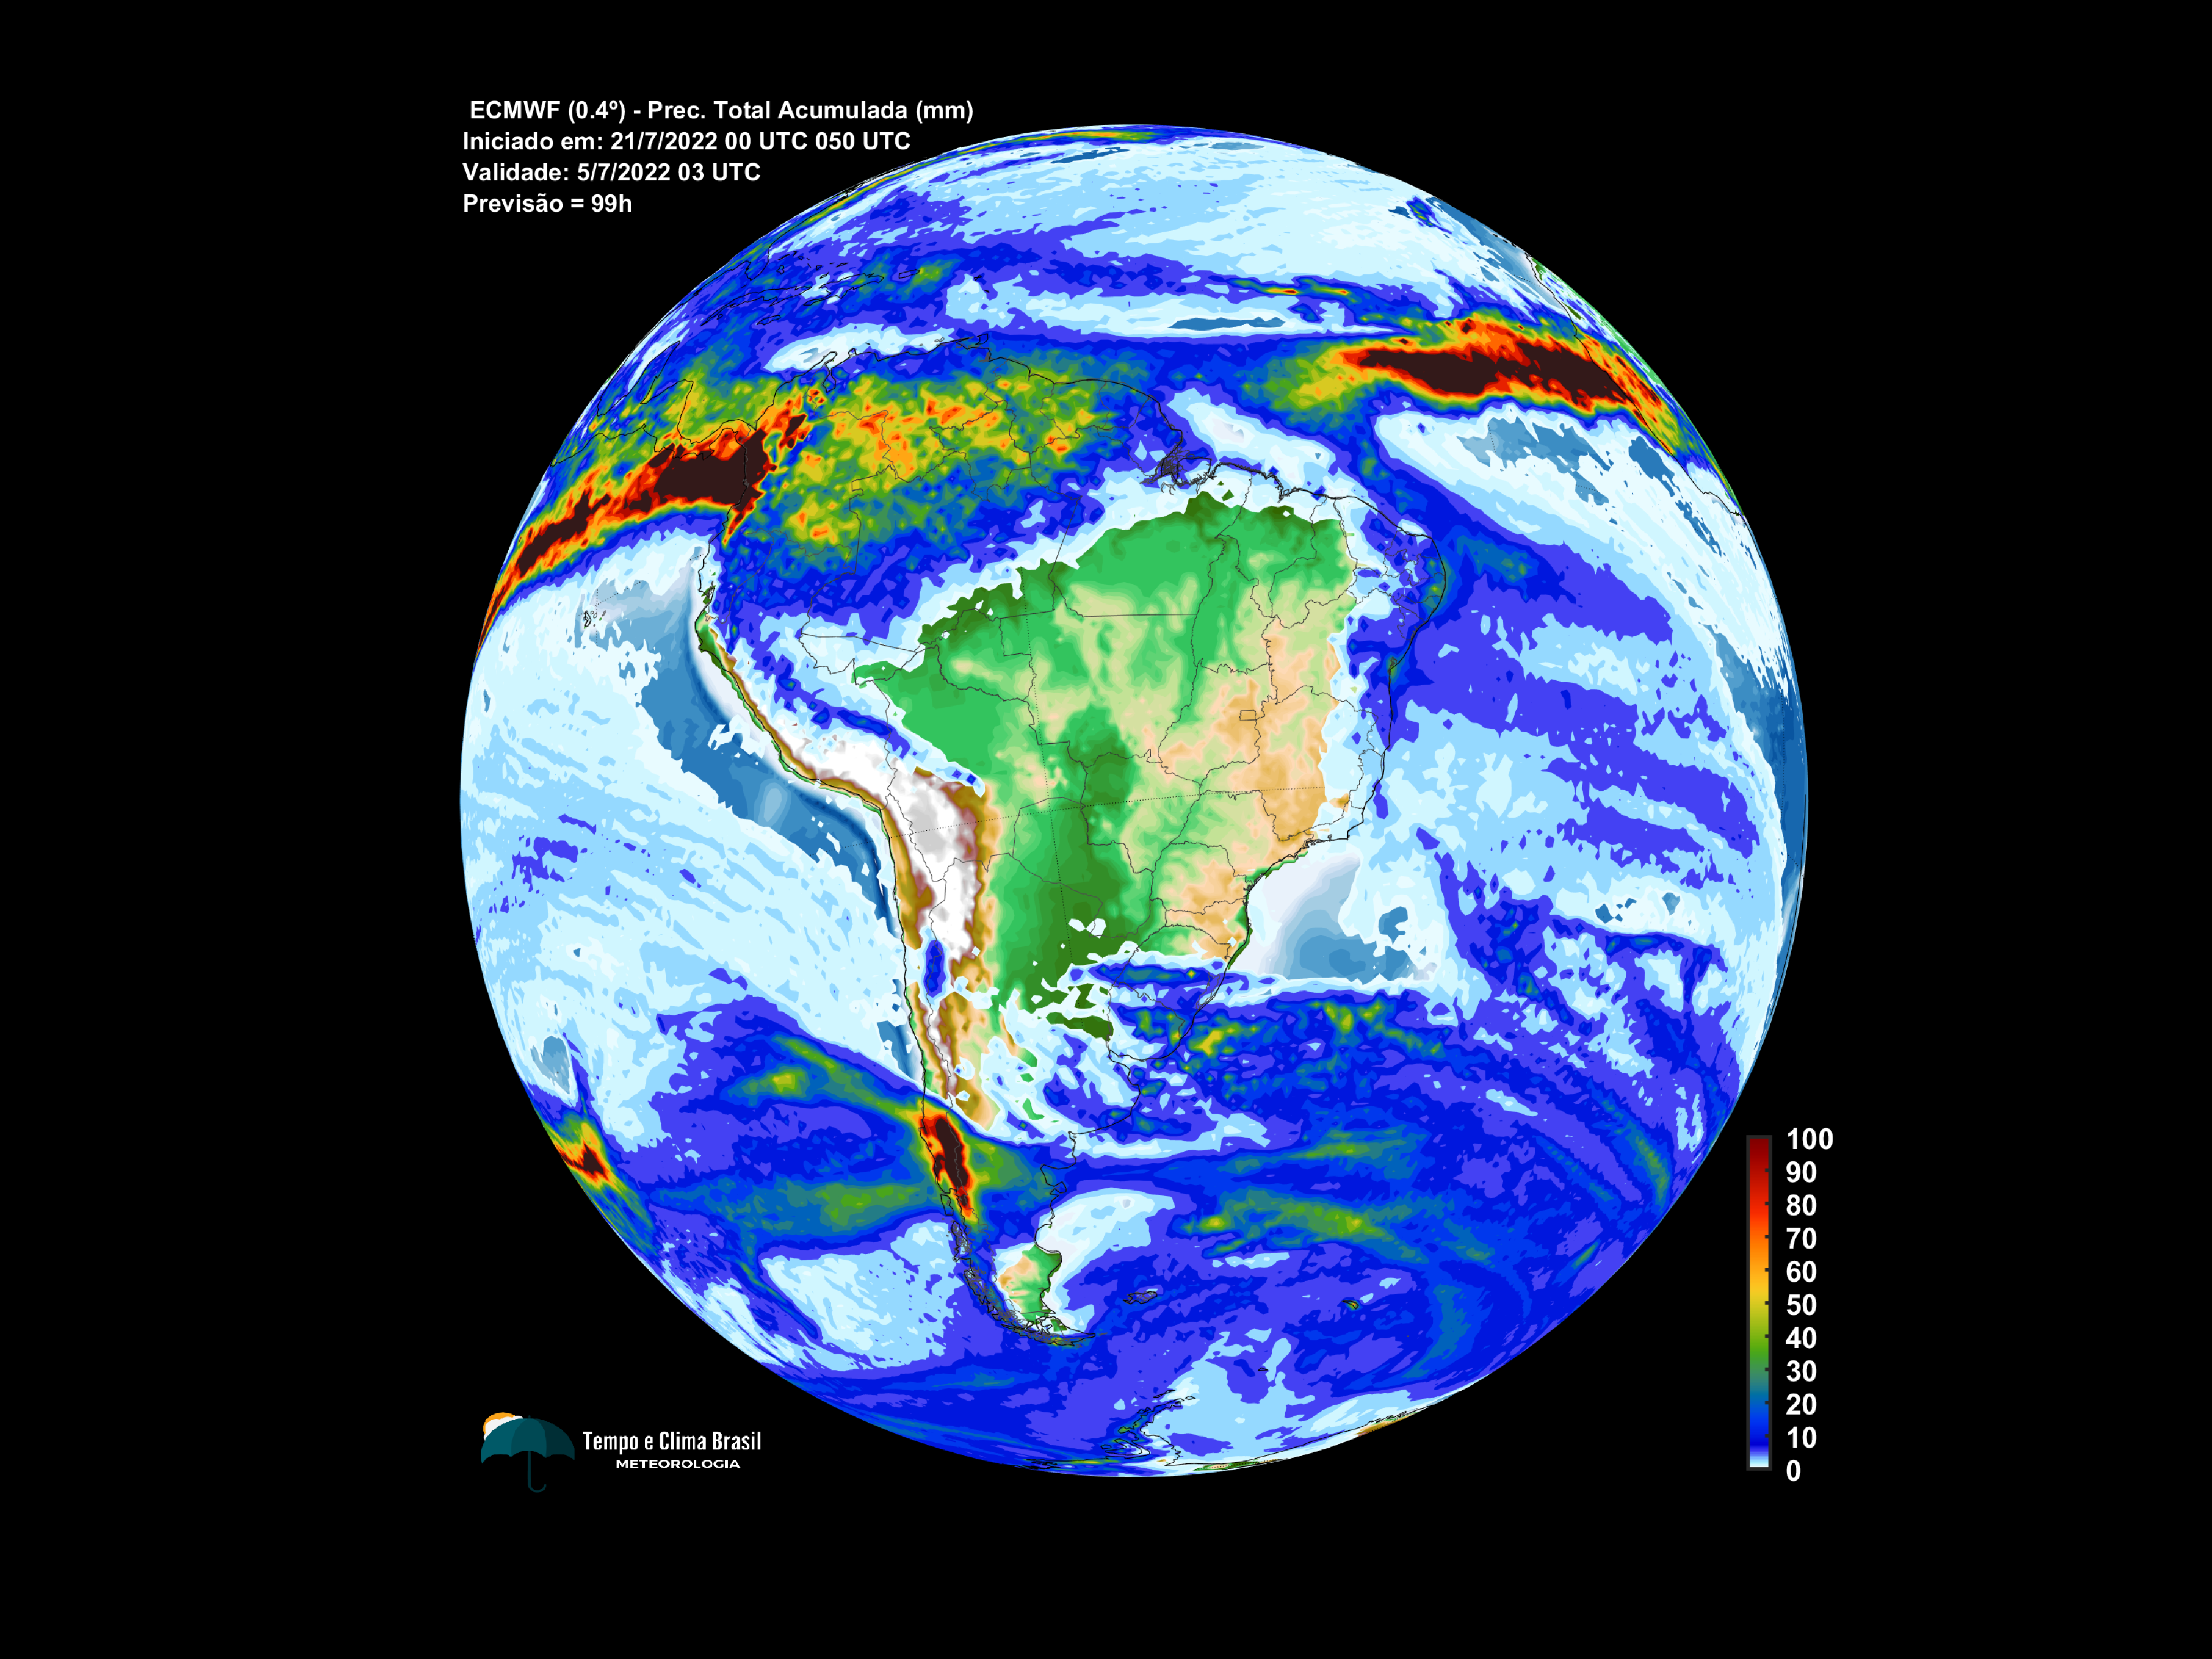 ECMWF (0.4º) - Prec. Total Acumulada (mm)
Iniciado em: 21/7/2022 00 UTC 050 UTC
Validade: 5/7/2022 03 UTC
Previsão = 99h
100
90
80
70
60
50
40
30
20
10
0
Tempo e Clima Brasil
METEOROLOGIA